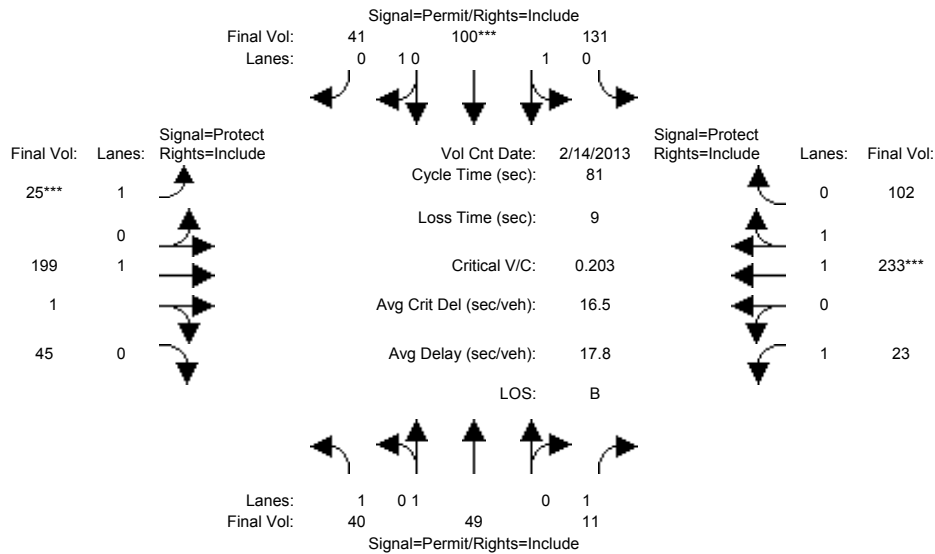 Signal=Permit/Rights=Include
Final Vol: 41 100*** 131
Lanes: 0 1 0 1 0
Signal=Protect Signal=Protect
Final Vol: Lanes: Rights=Include Vol Cnt Date: 2/14/2013 Rights=Include Lanes: Final Vol:
Cycle Time (sec): 81
25*** 1 0 102
Loss Time (sec): 9
0 1
199 1 Critical V/C: 0.203 1 233***
1 Avg Crit Del (sec/veh): 16.5 0
45 0 Avg Delay (sec/veh): 17.8 1 23
LOS: B
Lanes: 1 0 1 0 1
Final Vol: 40 49 11
Signal=Permit/Rights=Include